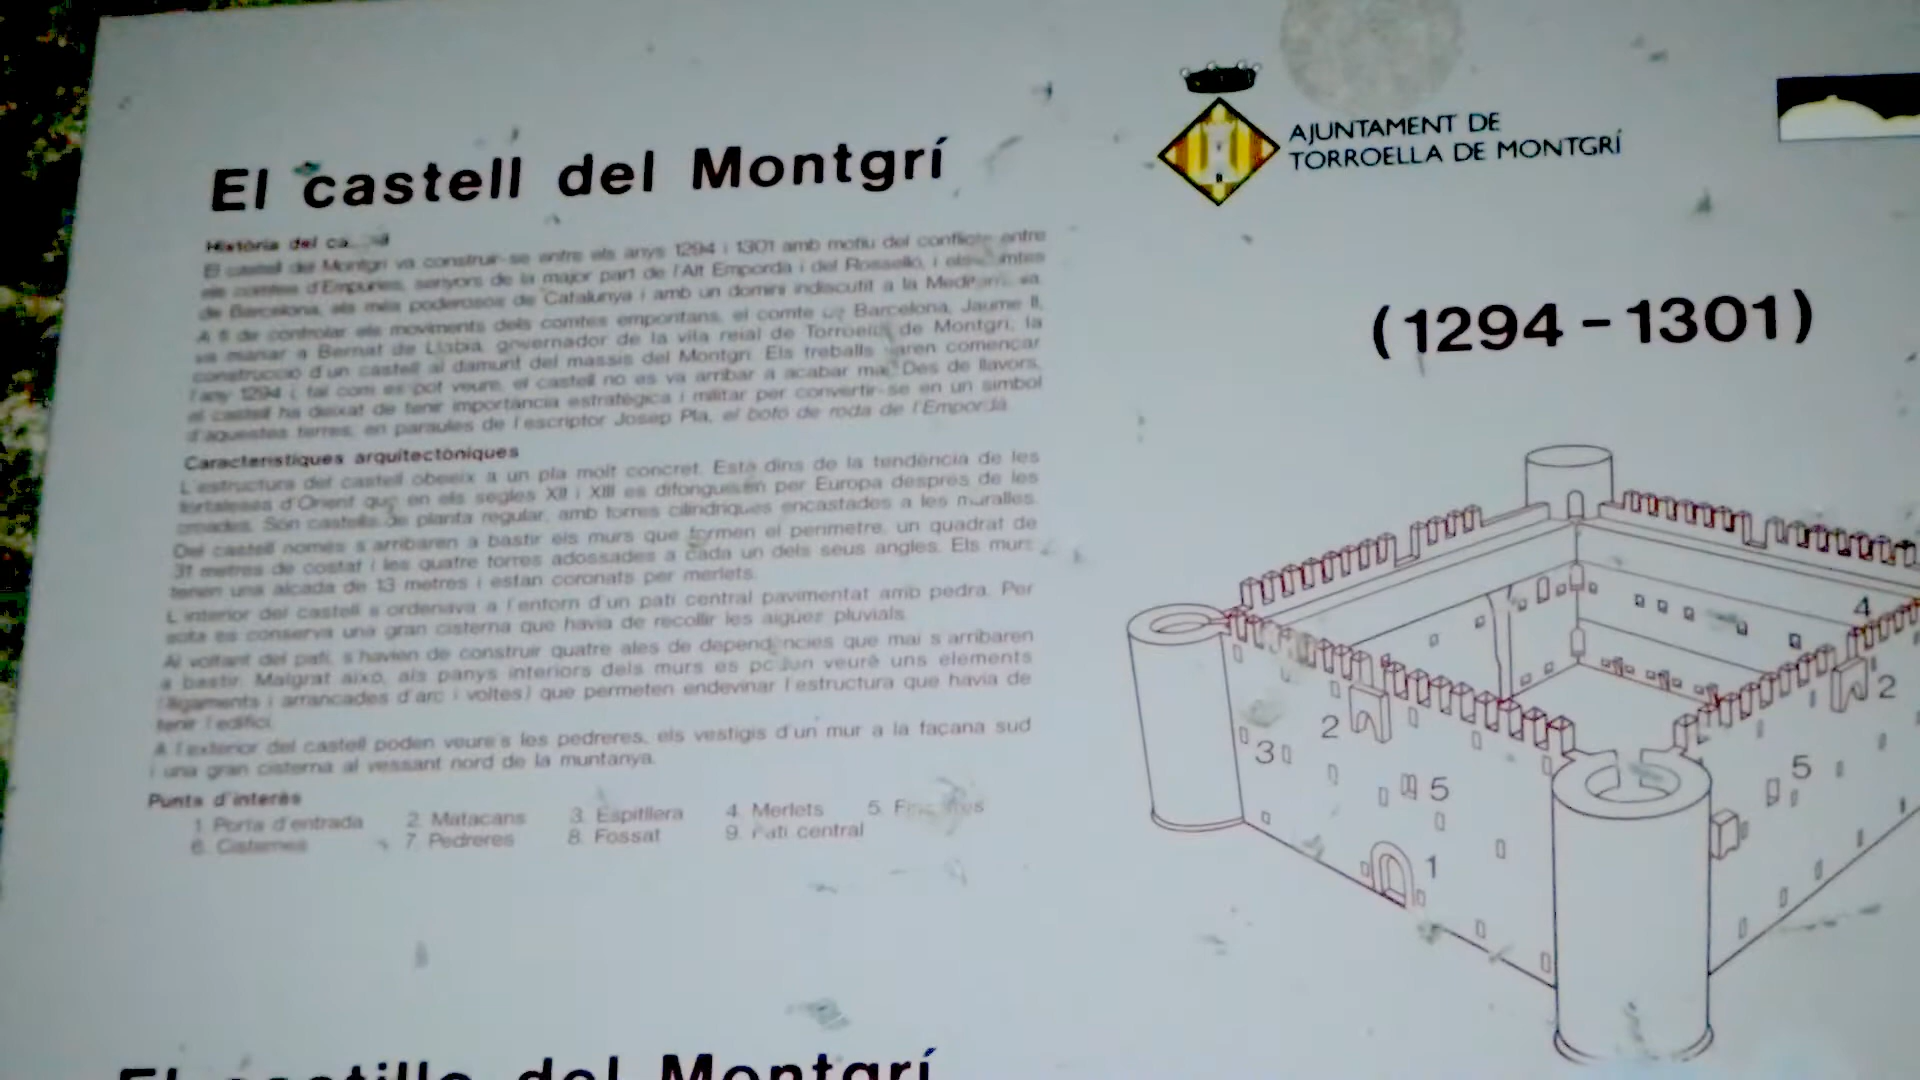 El castell del Montgrí
Història del ca
El castell del Montgrí va construir-se entre els anys 1294 i 1301 amb motiu del conflicte entre
els comtes d'Empúries, senyors de la major part de l'Alt Empordà i del Rosselló, i els comtes
de Barcelona, els més poderosos de Catalunya i amb un domini indiscutit a la Mediterrània.
A fi de controlar els moviments dels comtes empontans, el comte de Barcelona, Jaume II,
va manar a Bernat de Llabià, governador de la vila reial de Torroella de Montgrí, la
construcció d'un castell al damunt del massís del Montgrí. Els treballs varen començar
l'any 1294 i, tal com es pot veure, el castell no es va arribar a acabar mai. Des de llavors,
el castell ha deixat de tenir importància estratègica i militar per convertir-se en un símbol
d'aquestes terres, en paraules de l'escriptor Josep Pla, el botó de roda de l'Empordà.
Característiques arquitectòniques
L'estructura del castell obeeix a un pla molt concret. Està dins de la tendència de les
fortaleses d'Orient que en els segles XII i XIII es difongueren per Europa després de les
croades. Són castells de planta regular, amb torres cilíndriques encastades a les muralles.
Del castell només s'arribaren a bastir els murs que formen el perímetre, un quadrat de
31 metres de costat i les quatre torres adossades a cada un dels seus angles. Els murs
tenen una alçada de 13 metres i estan coronats per merlets.
L'interior del castell s'ordenava a l'entorn d'un pati central pavimentat amb pedra. Per
sota es conserva una gran cisterna que havia de recollir les aigües pluvials.
Al voltant del pati, s'havien de construir quatre ales de dependències que mai s'arribaren
a bastir. Malgrat això, als panys interiors dels murs es poden veure uns elements
(lligaments i arrancades d'arc i voltes) que permeten endevinar l'estructura que havia de
tenir l'edifici.
A l'exterior del castell poden veure's les pedreres, els vestigis d'un mur a la façana sud
i una gran cisterna al vessant nord de la muntanya.
Punts d'interès
1. Porta d'entrada 2. Matacans 3. Espitllera 4. Merlets 5.
6. Cisternes 7. Pedreres 8. Fossat 9. Pati central
El castillo del Montgrí
AJUNTAMENT DE
TORROELLA DE MONTGRÍ
(1294 - 1301)
4
2
2
3
5
5
1